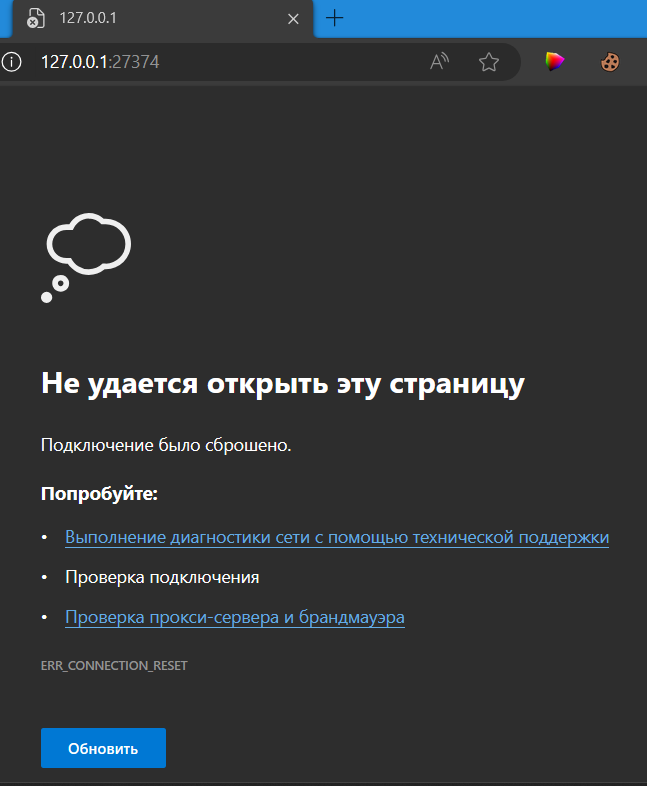 127.0.0.1
127.0.0.1:27374
Не удается открыть эту страницу
Подключение было сброшено.
Попробуйте:
• Выполнение диагностики сети с помощью технической поддержки
• Проверка подключения
• Проверка прокси-сервера и брандмауэра
ERR_CONNECTION_RESET
Обновить